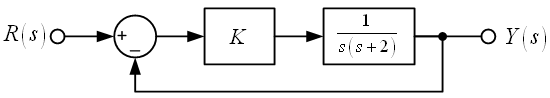 R(s) + − K 1/(s(s+2)) Y(s)